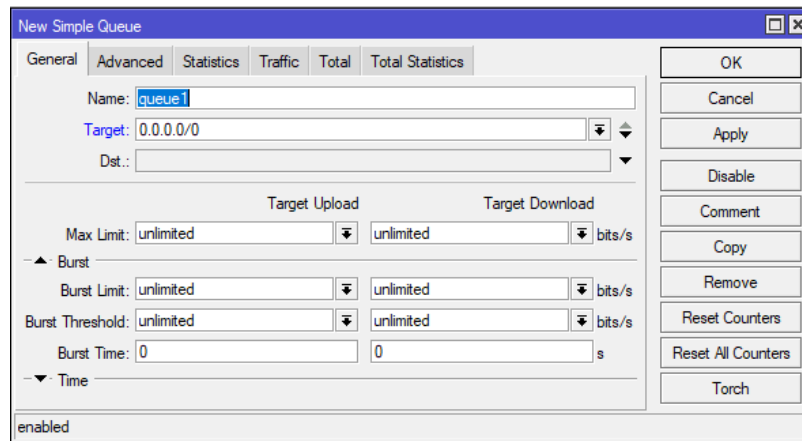 New Simple Queue
General Advanced Statistics Traffic Total Total Statistics
Name: queue1
Target: 0.0.0.0/0
Dst.:
Target Upload Target Download
Max Limit: unlimited unlimited bits/s
Burst
Burst Limit: unlimited unlimited bits/s
Burst Threshold: unlimited unlimited bits/s
Burst Time: 0 0 s
Time
enabled
OK
Cancel
Apply
Disable
Comment
Copy
Remove
Reset Counters
Reset All Counters
Torch